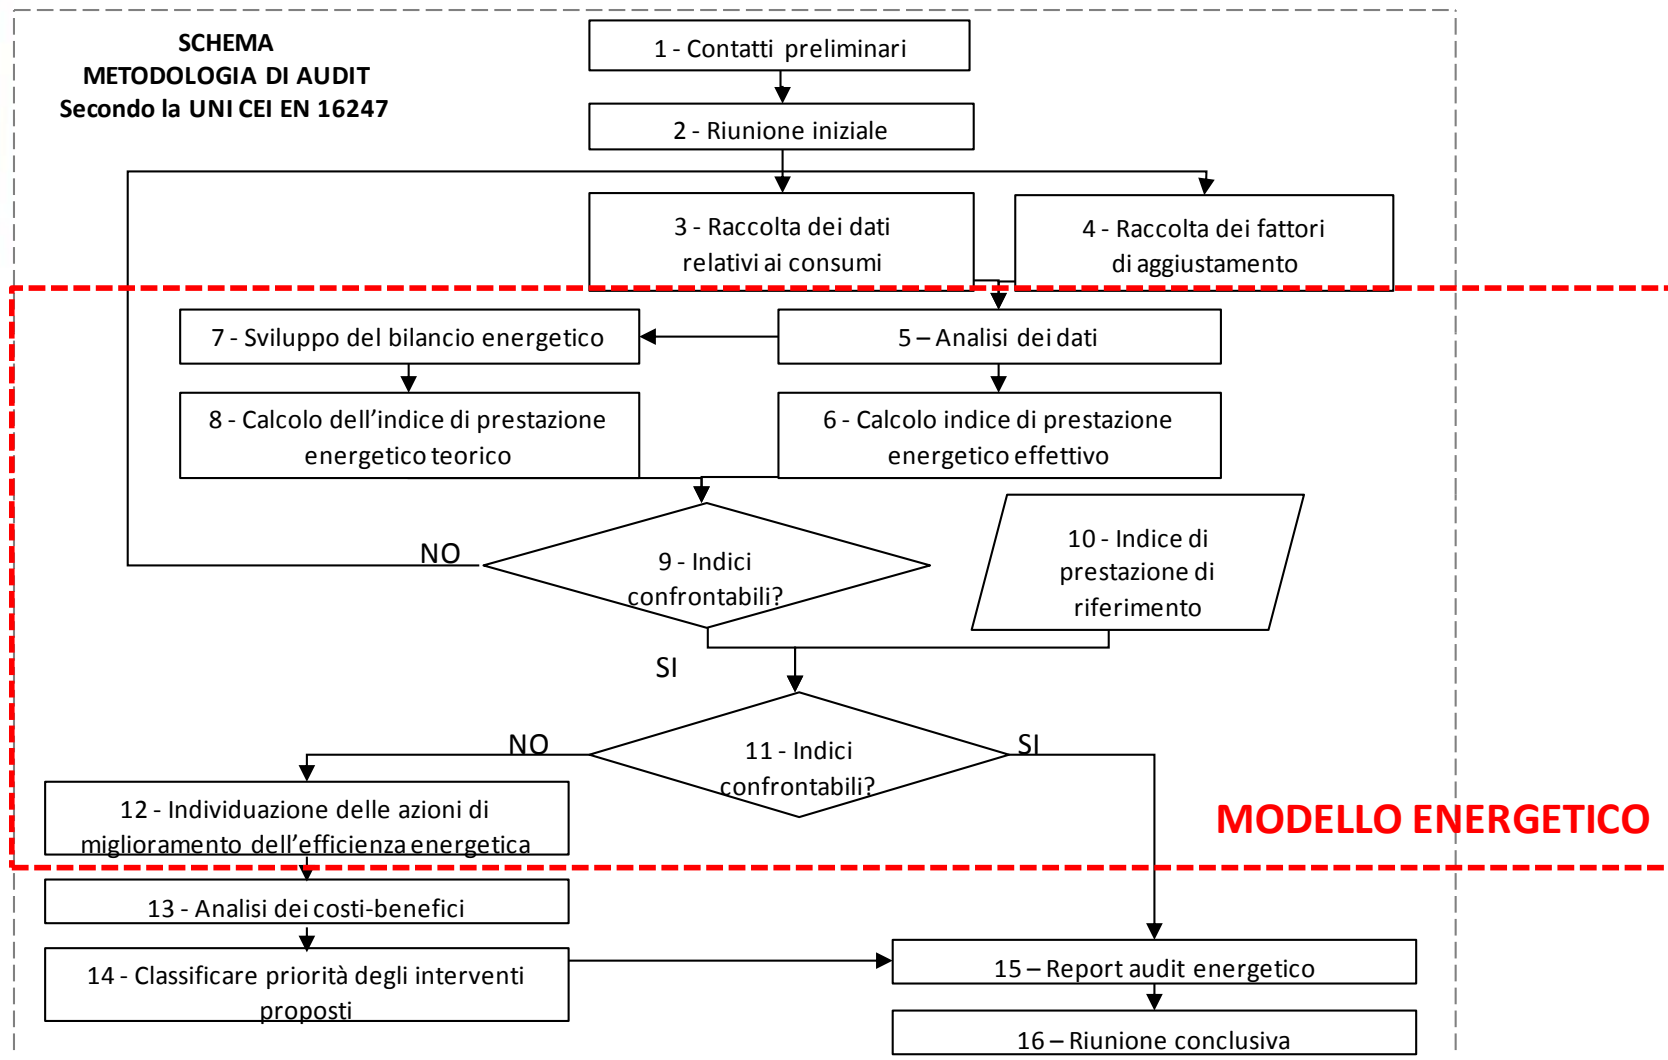 SCHEMA
METODOLOGIA DI AUDIT
Secondo la UNI CEI EN 16247
1 - Contatti preliminari
2 - Riunione iniziale
3 - Raccolta dei dati
relativi ai consumi
4 - Raccolta dei fattori
di aggiustamento
7 - Sviluppo del bilancio energetico
5 – Analisi dei dati
8 - Calcolo dell'indice di prestazione
energetico teorico
6 - Calcolo indice di prestazione
energetico effettivo
NO
9 - Indici
confrontabili?
10 - Indice di
prestazione di
riferimento
SI
NO
11 - Indici
confrontabili?
SI
12 - Individuazione delle azioni di
miglioramento dell'efficienza energetica
MODELLO ENERGETICO
13 - Analisi dei costi-benefici
14 - Classificare priorità degli interventi
proposti
15 – Report audit energetico
16 – Riunione conclusiva